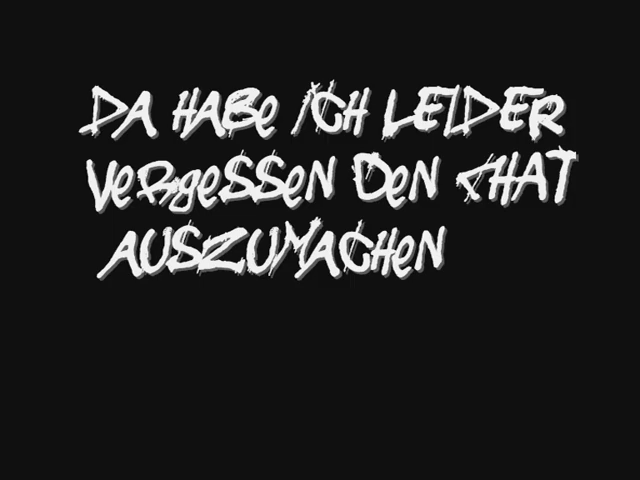 DA HABE ICH LEIDER
VERGESSEN DEN CHAT
AUSZUMACHEN